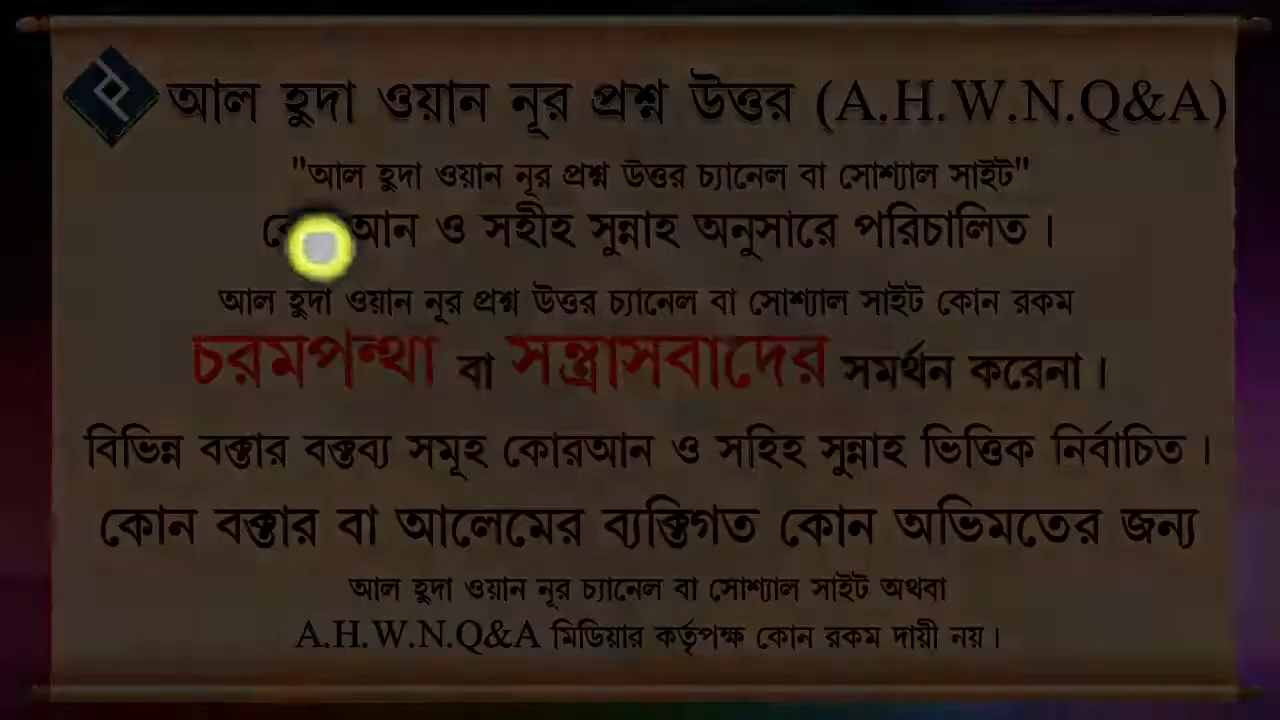 আল হুদা ওয়ান নূর প্রশ্ন উত্তর (A.H.W.N.Q&A)
"আল হুদা ওয়ান নূর প্রশ্ন উত্তর চ্যানেল বা সোশ্যাল সাইট"
ও সহীহ সুন্নাহ অনুসারে পরিচালিত ।
আল হুদা ওয়ান নূর প্রশ্ন উত্তর চ্যানেল বা সোশ্যাল সাইট কোন রকম
চরমপন্থা বা সন্ত্রাসবাদের সমর্থন করেনা ।
বিভিন্ন বক্তার বক্তব্য সমূহ কোরআন ও সহিহ সুন্নাহ ভিত্তিক নির্বাচিত ।
কোন বক্তার বা আলেমের ব্যক্তিগত কোন অভিমতের জন্য
আল হুদা ওয়ান নূর চ্যানেল বা সোশ্যাল সাইট অথবা
A.H.W.N.Q&A মিডিয়ার কর্তৃপক্ষ কোন রকম দায়ী নয় ।